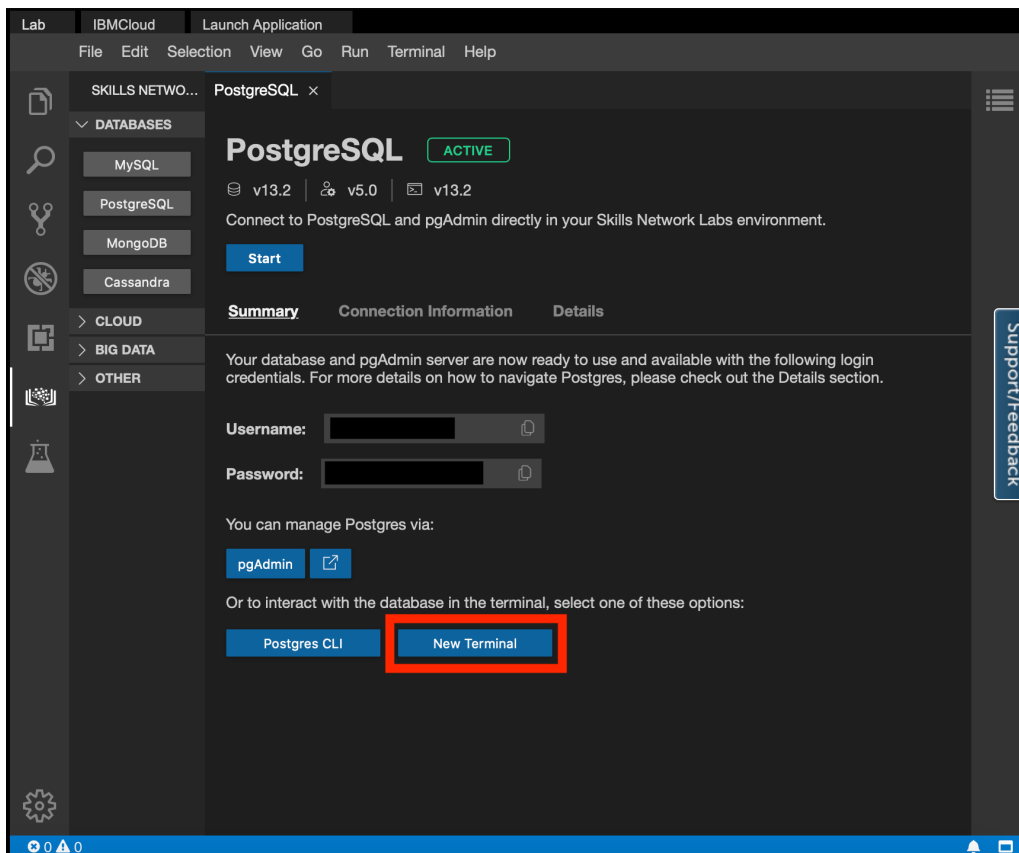 Lab IBMCloud Launch Application
File Edit Selection View Go Run Terminal Help
SKILLS NETWO...
DATABASES
MySQL
PostgreSQL
MongoDB
Cassandra
CLOUD
BIG DATA
OTHER
PostgreSQL ×
PostgreSQL ACTIVE
v13.2 v5.0 v13.2
Connect to PostgreSQL and pgAdmin directly in your Skills Network Labs environment.
Start
Summary Connection Information Details
Your database and pgAdmin server are now ready to use and available with the following login
credentials. For more details on how to navigate Postgres, please check out the Details section.
Username:
Password:
You can manage Postgres via:
pgAdmin
Or to interact with the database in the terminal, select one of these options:
Postgres CLI New Terminal
Support/Feedback
0 0